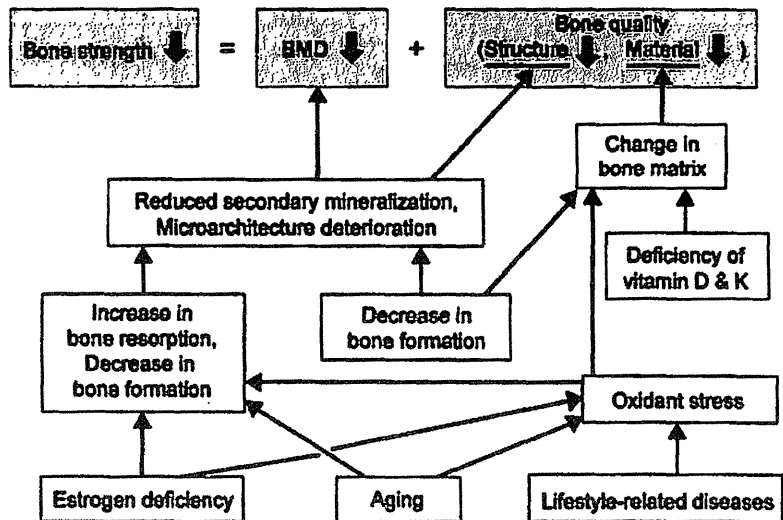 Bone strength = BMD + Bone quality
(Structure , Material )
Change in
bone matrix
Reduced secondary mineralization,
Microarchitecture deterioration
Deficiency of
vitamin D & K
Increase in
bone resorption,
Decrease in
bone formation
Decrease in
bone formation
Oxidant stress
Estrogen deficiency
Aging
Lifestyle-related diseases